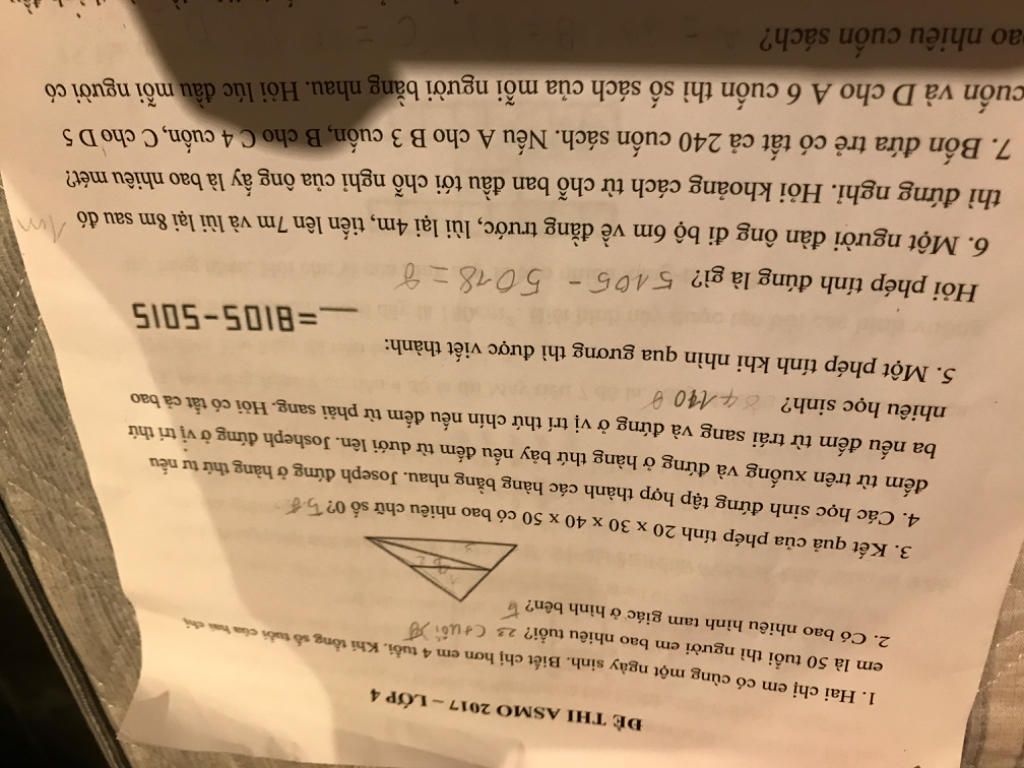 ĐỀ THI ASMO 2017 – LỚP 4
1. Hai chị em có cùng một ngày sinh. Biết chị hơn em 4 tuổi. Khi tổng số tuổi của hai chị
em là 50 tuổi thì người em bao nhiêu tuổi? 23 (tuổi)
2. Có bao nhiêu hình tam giác ở hình bên?
3. Kết quả của phép tính 20 x 30 x 40 x 50 có bao nhiêu chữ số 0? 5
4. Các học sinh đứng tập hợp thành các hàng bằng nhau. Joseph đứng ở hàng thứ tư nếu
đếm từ trên xuống và đứng ở hàng thứ bảy nếu đếm từ dưới lên. Josheph đứng ở vị trí thứ
ba nếu đếm từ trái sang và đứng ở vị trí thứ chín nếu đếm từ phải sang. Hỏi có tất cả bao
nhiêu học sinh? 110
5. Một phép tính khi nhìn qua gương thì được viết thành:
__=8105-5015
Hỏi phép tính đúng là gì? 5105 - 5018 =
6. Một người đàn ông đi bộ 6m về đằng trước, lùi lại 4m, tiến lên 7m và lùi lại 8m sau đó
thì đứng nghỉ. Hỏi khoảng cách từ chỗ ban đầu tới chỗ nghỉ của ông ấy là bao nhiêu mét? 1m
7. Bốn đứa trẻ có tất cả 240 cuốn sách. Nếu A cho B 3 cuốn, B cho C 4 cuốn, C cho D 5
cuốn và D cho A 6 cuốn thì số sách của mỗi người bằng nhau. Hỏi lúc đầu mỗi người có
bao nhiêu cuốn sách?